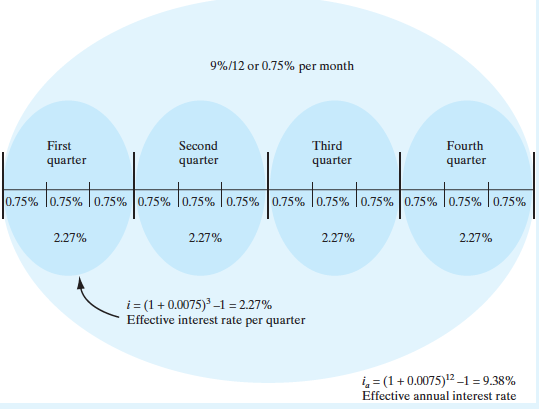 9%/12 or 0.75% per month
First Second Third Fourth
quarter quarter quarter quarter
0.75% 0.75% 0.75% 0.75% 0.75% 0.75% 0.75% 0.75% 0.75% 0.75% 0.75% 0.75%
2.27% 2.27% 2.27% 2.27%
i = (1 + 0.0075)³ –1 = 2.27%
Effective interest rate per quarter
iₐ = (1 + 0.0075)¹² –1 = 9.38%
Effective annual interest rate